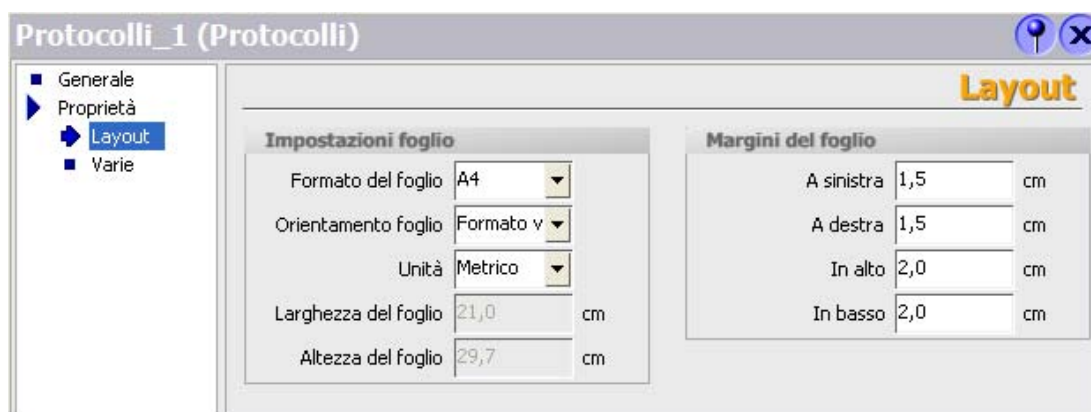 Protocolli_1 (Protocolli)
Generale
Proprietà
Layout
Varie
Layout
Impostazioni foglio
Formato del foglio A4
Orientamento foglio Formato v
Unità Metrico
Larghezza del foglio 21,0 cm
Altezza del foglio 29,7 cm
Margini del foglio
A sinistra 1,5 cm
A destra 1,5 cm
In alto 2,0 cm
In basso 2,0 cm